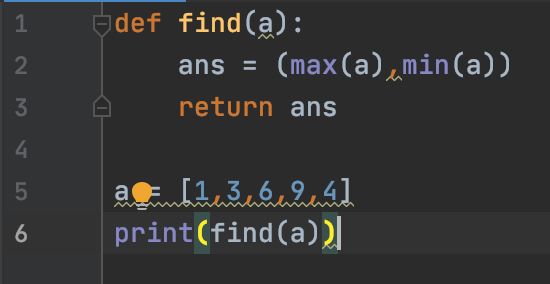 1 def find(a):
2 ans = (max(a),min(a))
3 return ans
4
5 a = [1,3,6,9,4]
6 print(find(a))